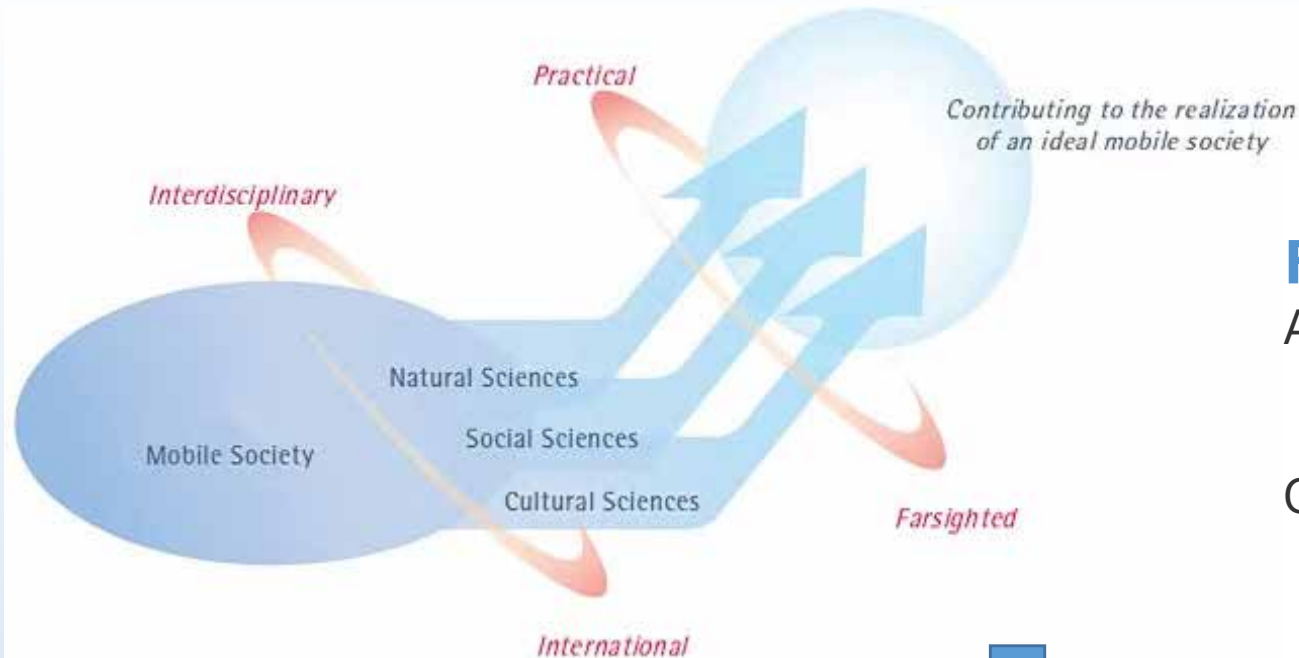 Practical
Contributing to the realization
of an ideal mobile society
Interdisciplinary
Natural Sciences
Social Sciences
Mobile Society
Cultural Sciences
Farsighted
International